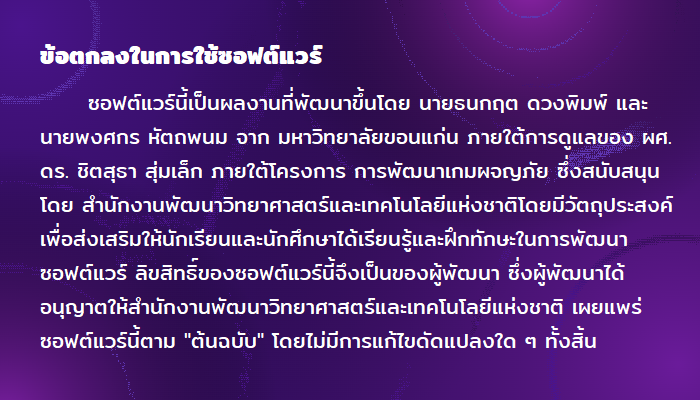 ข้อตกลงในการใช้ซอฟต์แวร์
ซอฟต์แวร์นี้เป็นผลงานที่พัฒนาขึ้นโดย นายธนกฤต ดวงพิมพ์ และ
นายพงศกร หัตถพนม จาก มหาวิทยาลัยขอนแก่น ภายใต้การดูแลของ ผศ.
ดร. ชิตสุธา สุ่มเล็ก ภายใต้โครงการ การพัฒนาเกมผจญภัย ซึ่งสนับสนุน
โดย สำนักงานพัฒนาวิทยาศาสตร์และเทคโนโลยีแห่งชาติโดยมีวัตถุประสงค์
เพื่อส่งเสริมให้นักเรียนและนักศึกษาได้เรียนรู้และฝึกทักษะในการพัฒนา
ซอฟต์แวร์ ลิขสิทธิ์ของซอฟต์แวร์นี้จึงเป็นของผู้พัฒนา ซึ่งผู้พัฒนาได้
อนุญาตให้สำนักงานพัฒนาวิทยาศาสตร์และเทคโนโลยีแห่งชาติ เผยแพร่
ซอฟต์แวร์นี้ตาม "ต้นฉบับ" โดยไม่มีการแก้ไขดัดแปลงใด ๆ ทั้งสิ้น